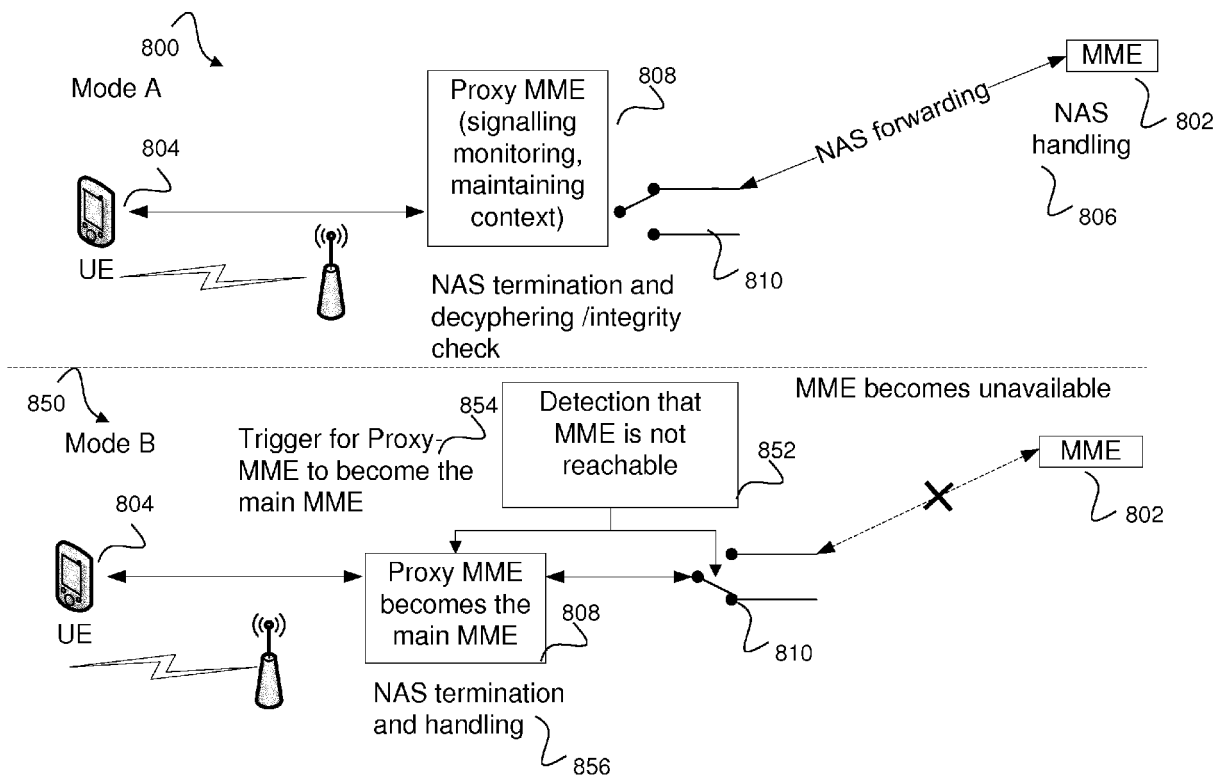 800
Mode A
804
UE
Proxy MME
(signalling
monitoring,
maintaining
context)
808
NAS forwarding
MME
802
NAS
handling
806
810
NAS termination and
decyphering /integrity
check
850
Mode B
MME becomes unavailable
854
Trigger for Proxy-
MME to become the
main MME
Detection that
MME is not
reachable
852
MME
802
804
UE
Proxy MME
becomes the
main MME
808
810
NAS termination
and handling
856